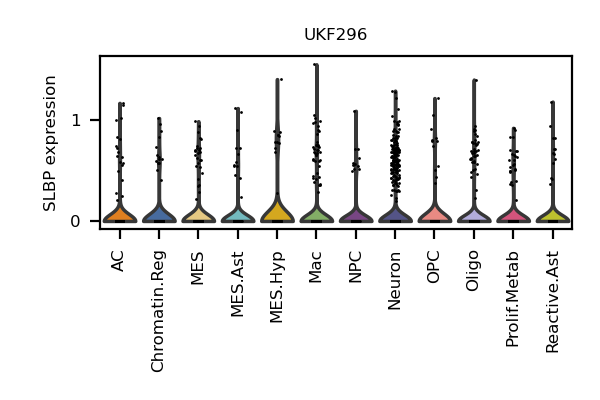 UKF296
SLBP expression
1
0
AC
Chromatin.Reg
MES
MES.Ast
MES.Hyp
Mac
NPC
Neuron
OPC
Oligo
Prolif.Metab
Reactive.Ast